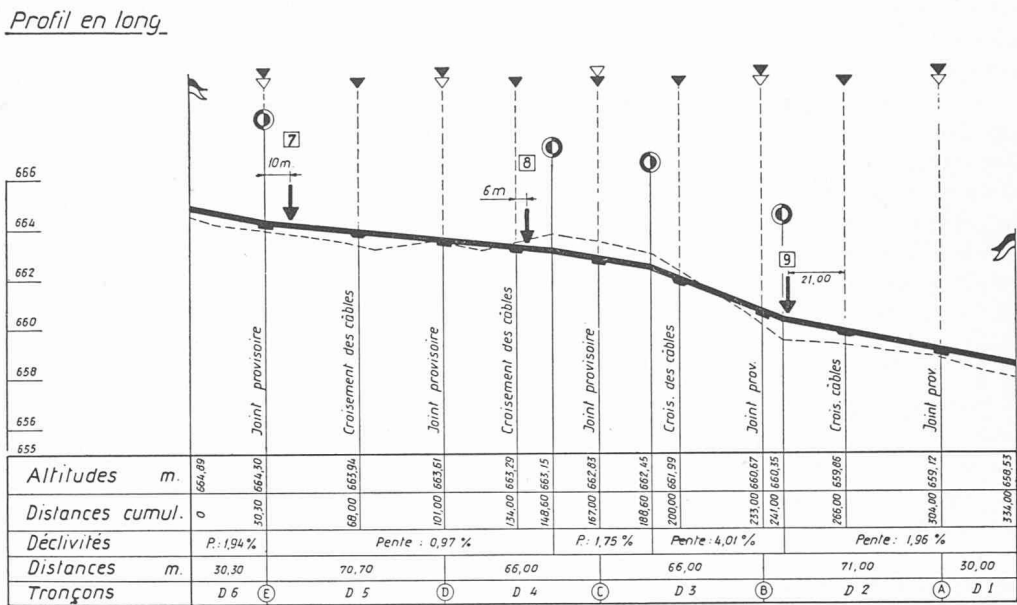 Profil en long
7
10 m.
8
6 m
9
21,00
666
664
662
660
658
656
655
Joint provisoire
Croisement des câbles
Joint provisoire
Croisement des câbles
Joint provisoire
Crois. des câbles
Joint prov.
Crois. câbles
Joint prov.
Altitudes m. 664,89 664,30 663,94 663,61 663,29 663,15 662,83 662,45 661,99 660,67 660,35 659,86 659,12 658,53
Distances cumul. 0 30,30 68,00 101,00 134,00 148,60 167,00 188,60 200,00 233,00 241,00 266,00 304,00 334,00
Déclivités P.: 1,94 % Pente : 0,97 % P.: 1,75 % Pente : 4,01 % Pente : 1,96 %
Distances m. 30,30 70,70 66,00 66,00 71,00 30,00
Tronçons D 6 E D 5 D D 4 C D 3 B D 2 A D 1